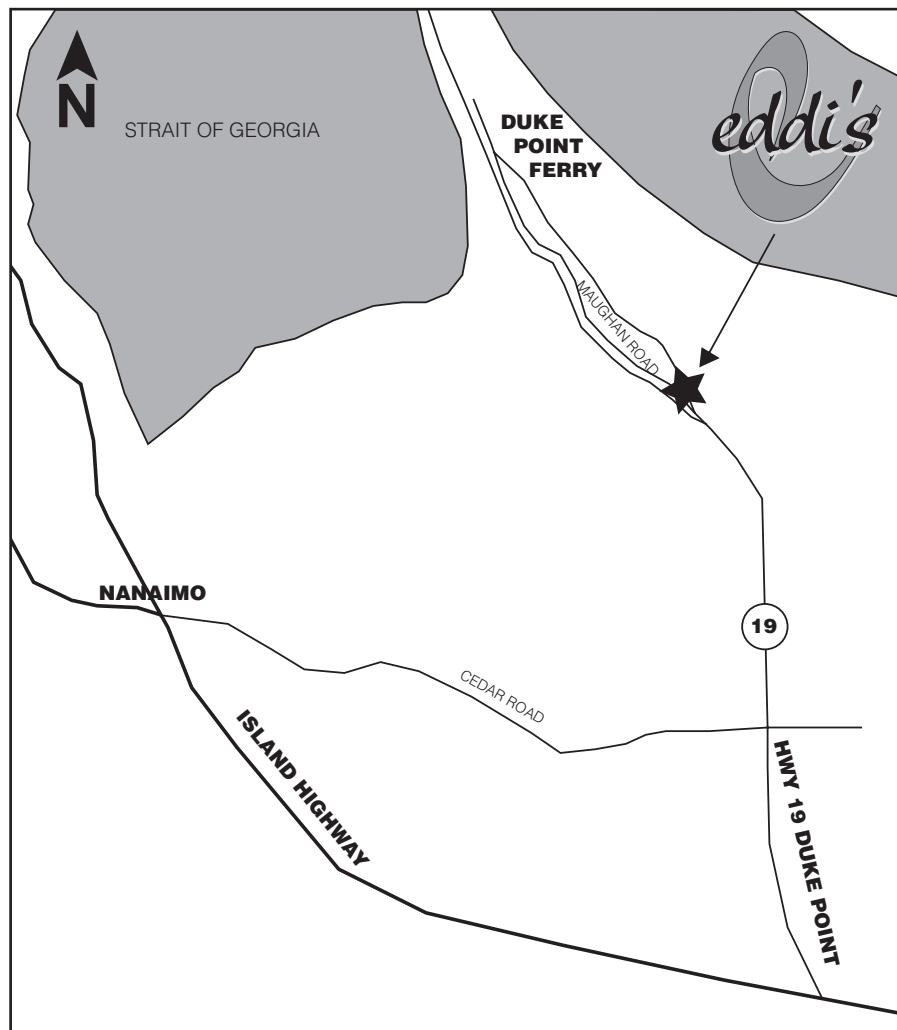 N
STRAIT OF GEORGIA
DUKE
POINT
FERRY
eddi's
MAUGHAN ROAD
NANAIMO
19
CEDAR ROAD
ISLAND HIGHWAY
HWY 19 DUKE POINT